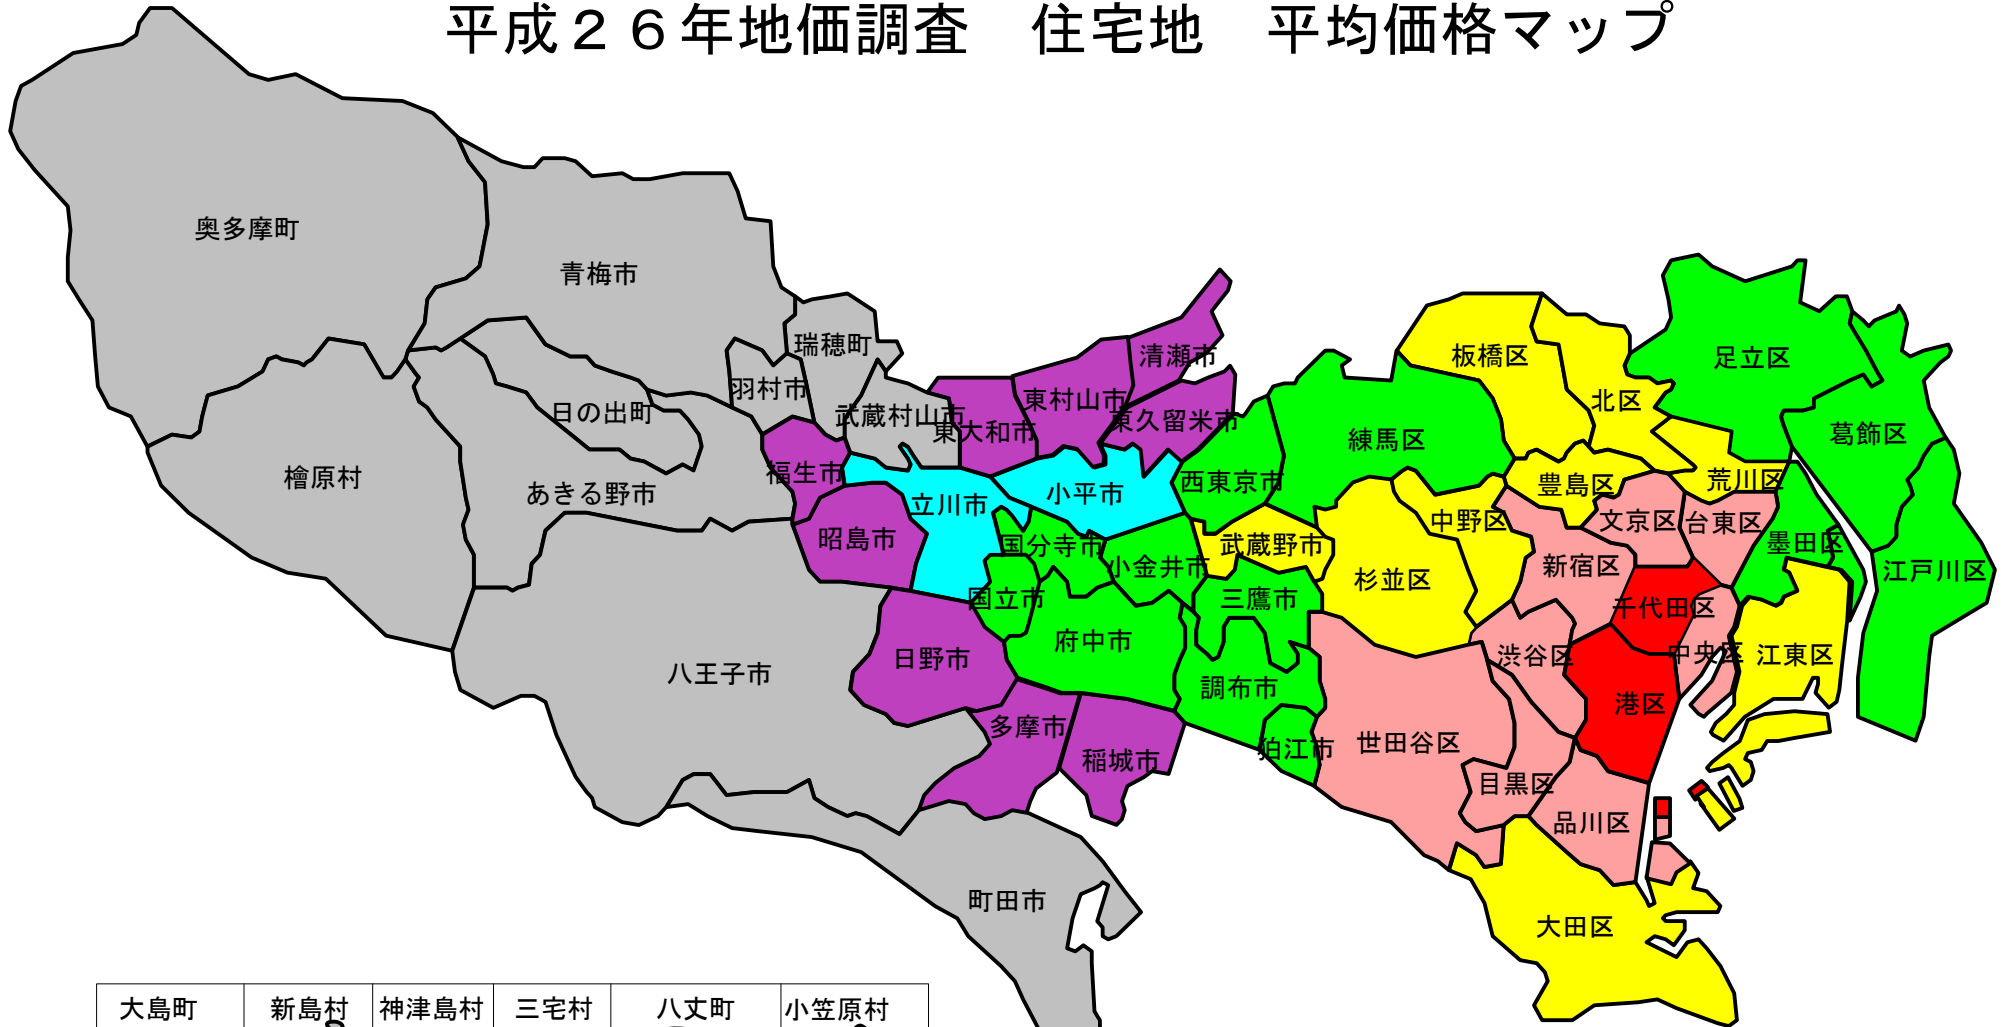 平成２６年地価調査　住宅地　平均価格マップ
奥多摩町
青梅市
瑞穂町
清瀬市
板橋区
足立区
羽村市
日の出町
武蔵村山市
東大和市
東村山市
東久留米市
練馬区
北区
葛飾区
檜原村
あきる野市
福生市
立川市
小平市
西東京市
豊島区
荒川区
昭島市
国分寺市
小金井市
武蔵野市
中野区
文京区
台東区
墨田区
江戸川区
国立市
三鷹市
杉並区
新宿区
千代田区
八王子市
日野市
府中市
調布市
渋谷区
中央区
江東区
多摩市
稲城市
狛江市
世田谷区
港区
目黒区
品川区
町田市
大田区
大島町
新島村
神津島村
三宅村
八丈町
小笠原村